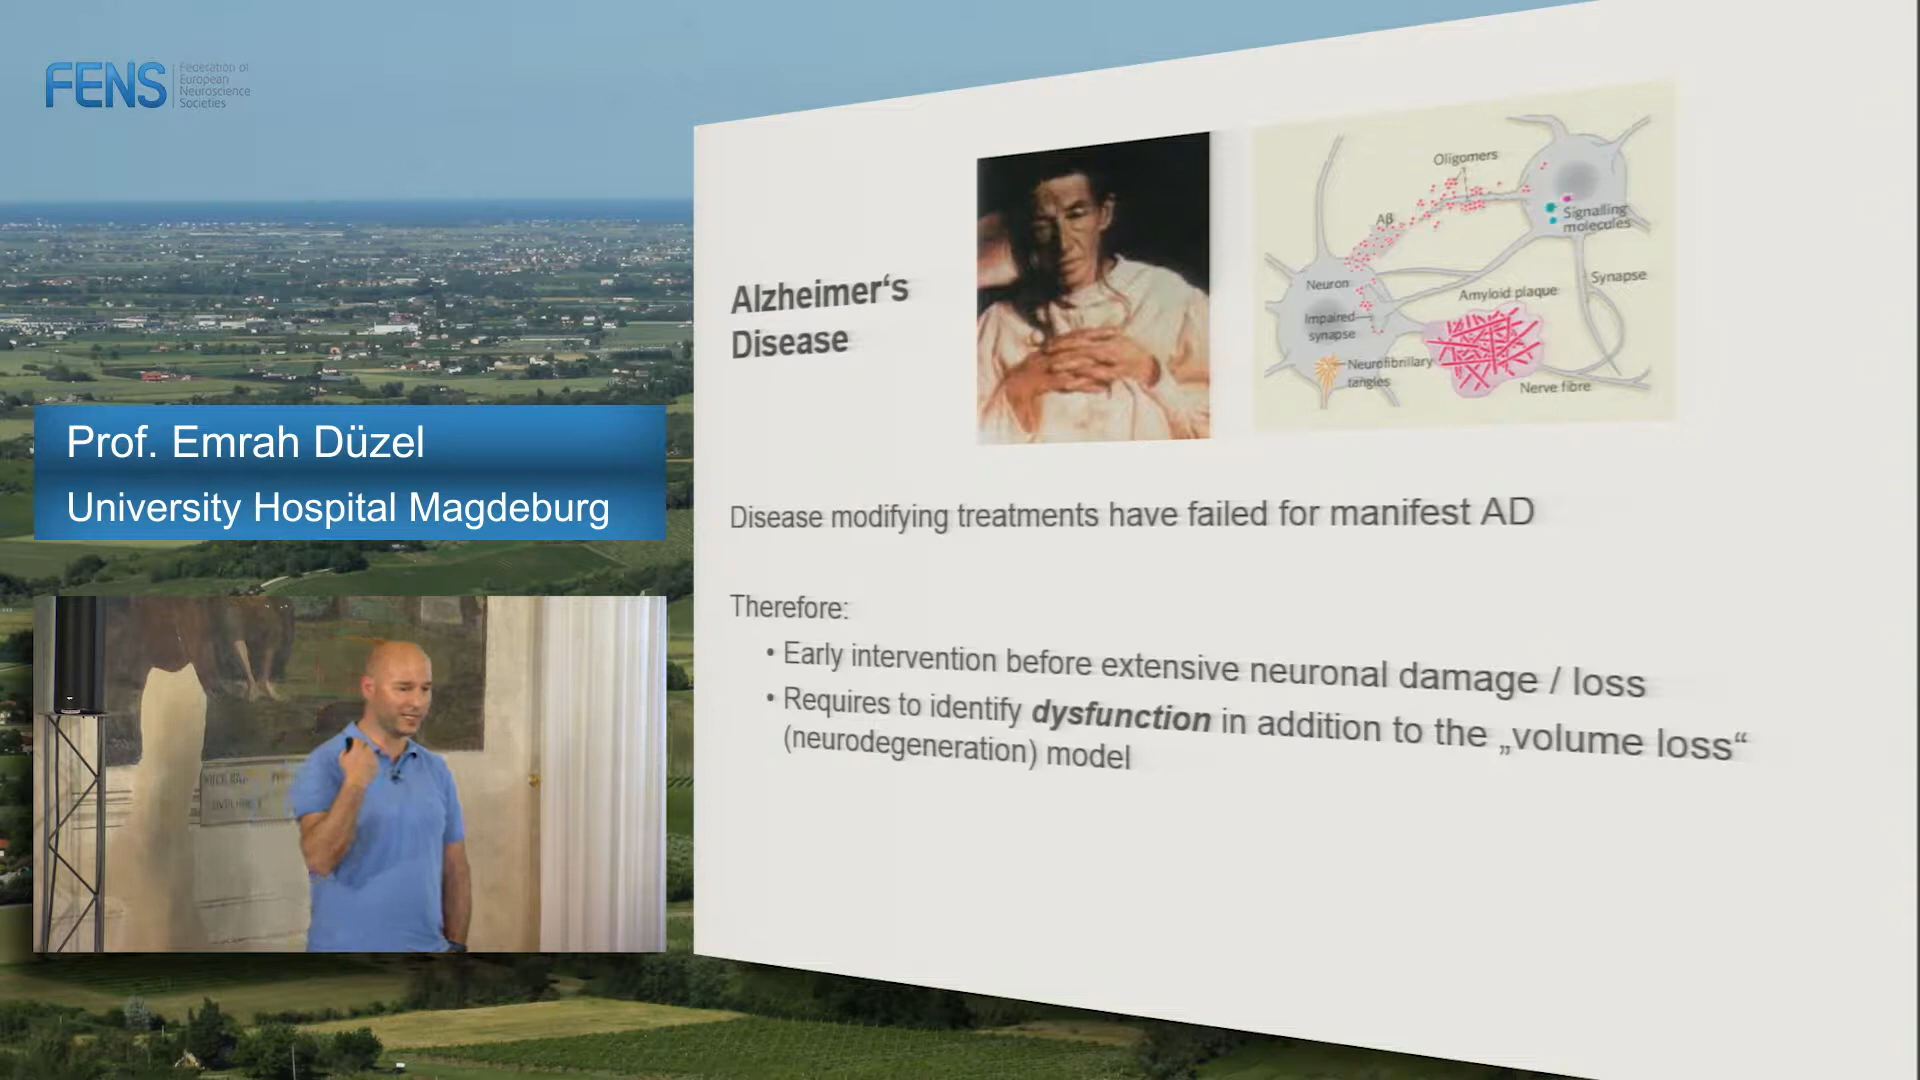 FENS
Federation of
European
Neuroscience
Societies
Prof. Emrah Düzel
University Hospital Magdeburg
Alzheimer‘s
Disease
Oligomers
Aβ
Signalling
molecules
Neuron
Synapse
Amyloid plaque
Impaired
synapse
Neurofibrillary
tangles
Nerve fibre
Disease modifying treatments have failed for manifest AD
Therefore:
• Early intervention before extensive neuronal damage / loss
• Requires to identify dysfunction in addition to the „volume loss“
(neurodegeneration) model